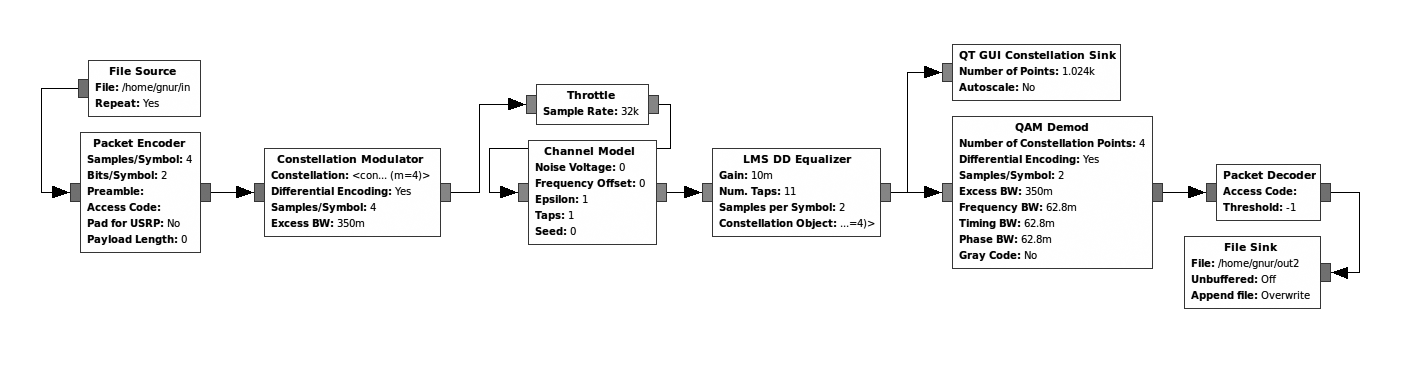 File Source
File: /home/gnur/in
Repeat: Yes
Packet Encoder
Samples/Symbol: 4
Bits/Symbol: 2
Preamble:
Access Code:
Pad for USRP: No
Payload Length: 0
Constellation Modulator
Constellation: <con... (m=4)>
Differential Encoding: Yes
Samples/Symbol: 4
Excess BW: 350m
Throttle
Sample Rate: 32k
Channel Model
Noise Voltage: 0
Frequency Offset: 0
Epsilon: 1
Taps: 1
Seed: 0
LMS DD Equalizer
Gain: 10m
Num. Taps: 11
Samples per Symbol: 2
Constellation Object: ...=4)>
QT GUI Constellation Sink
Number of Points: 1.024k
Autoscale: No
QAM Demod
Number of Constellation Points: 4
Differential Encoding: Yes
Samples/Symbol: 2
Excess BW: 350m
Frequency BW: 62.8m
Timing BW: 62.8m
Phase BW: 62.8m
Gray Code: No
Packet Decoder
Access Code:
Threshold: -1
File Sink
File: /home/gnur/out2
Unbuffered: Off
Append file: Overwrite